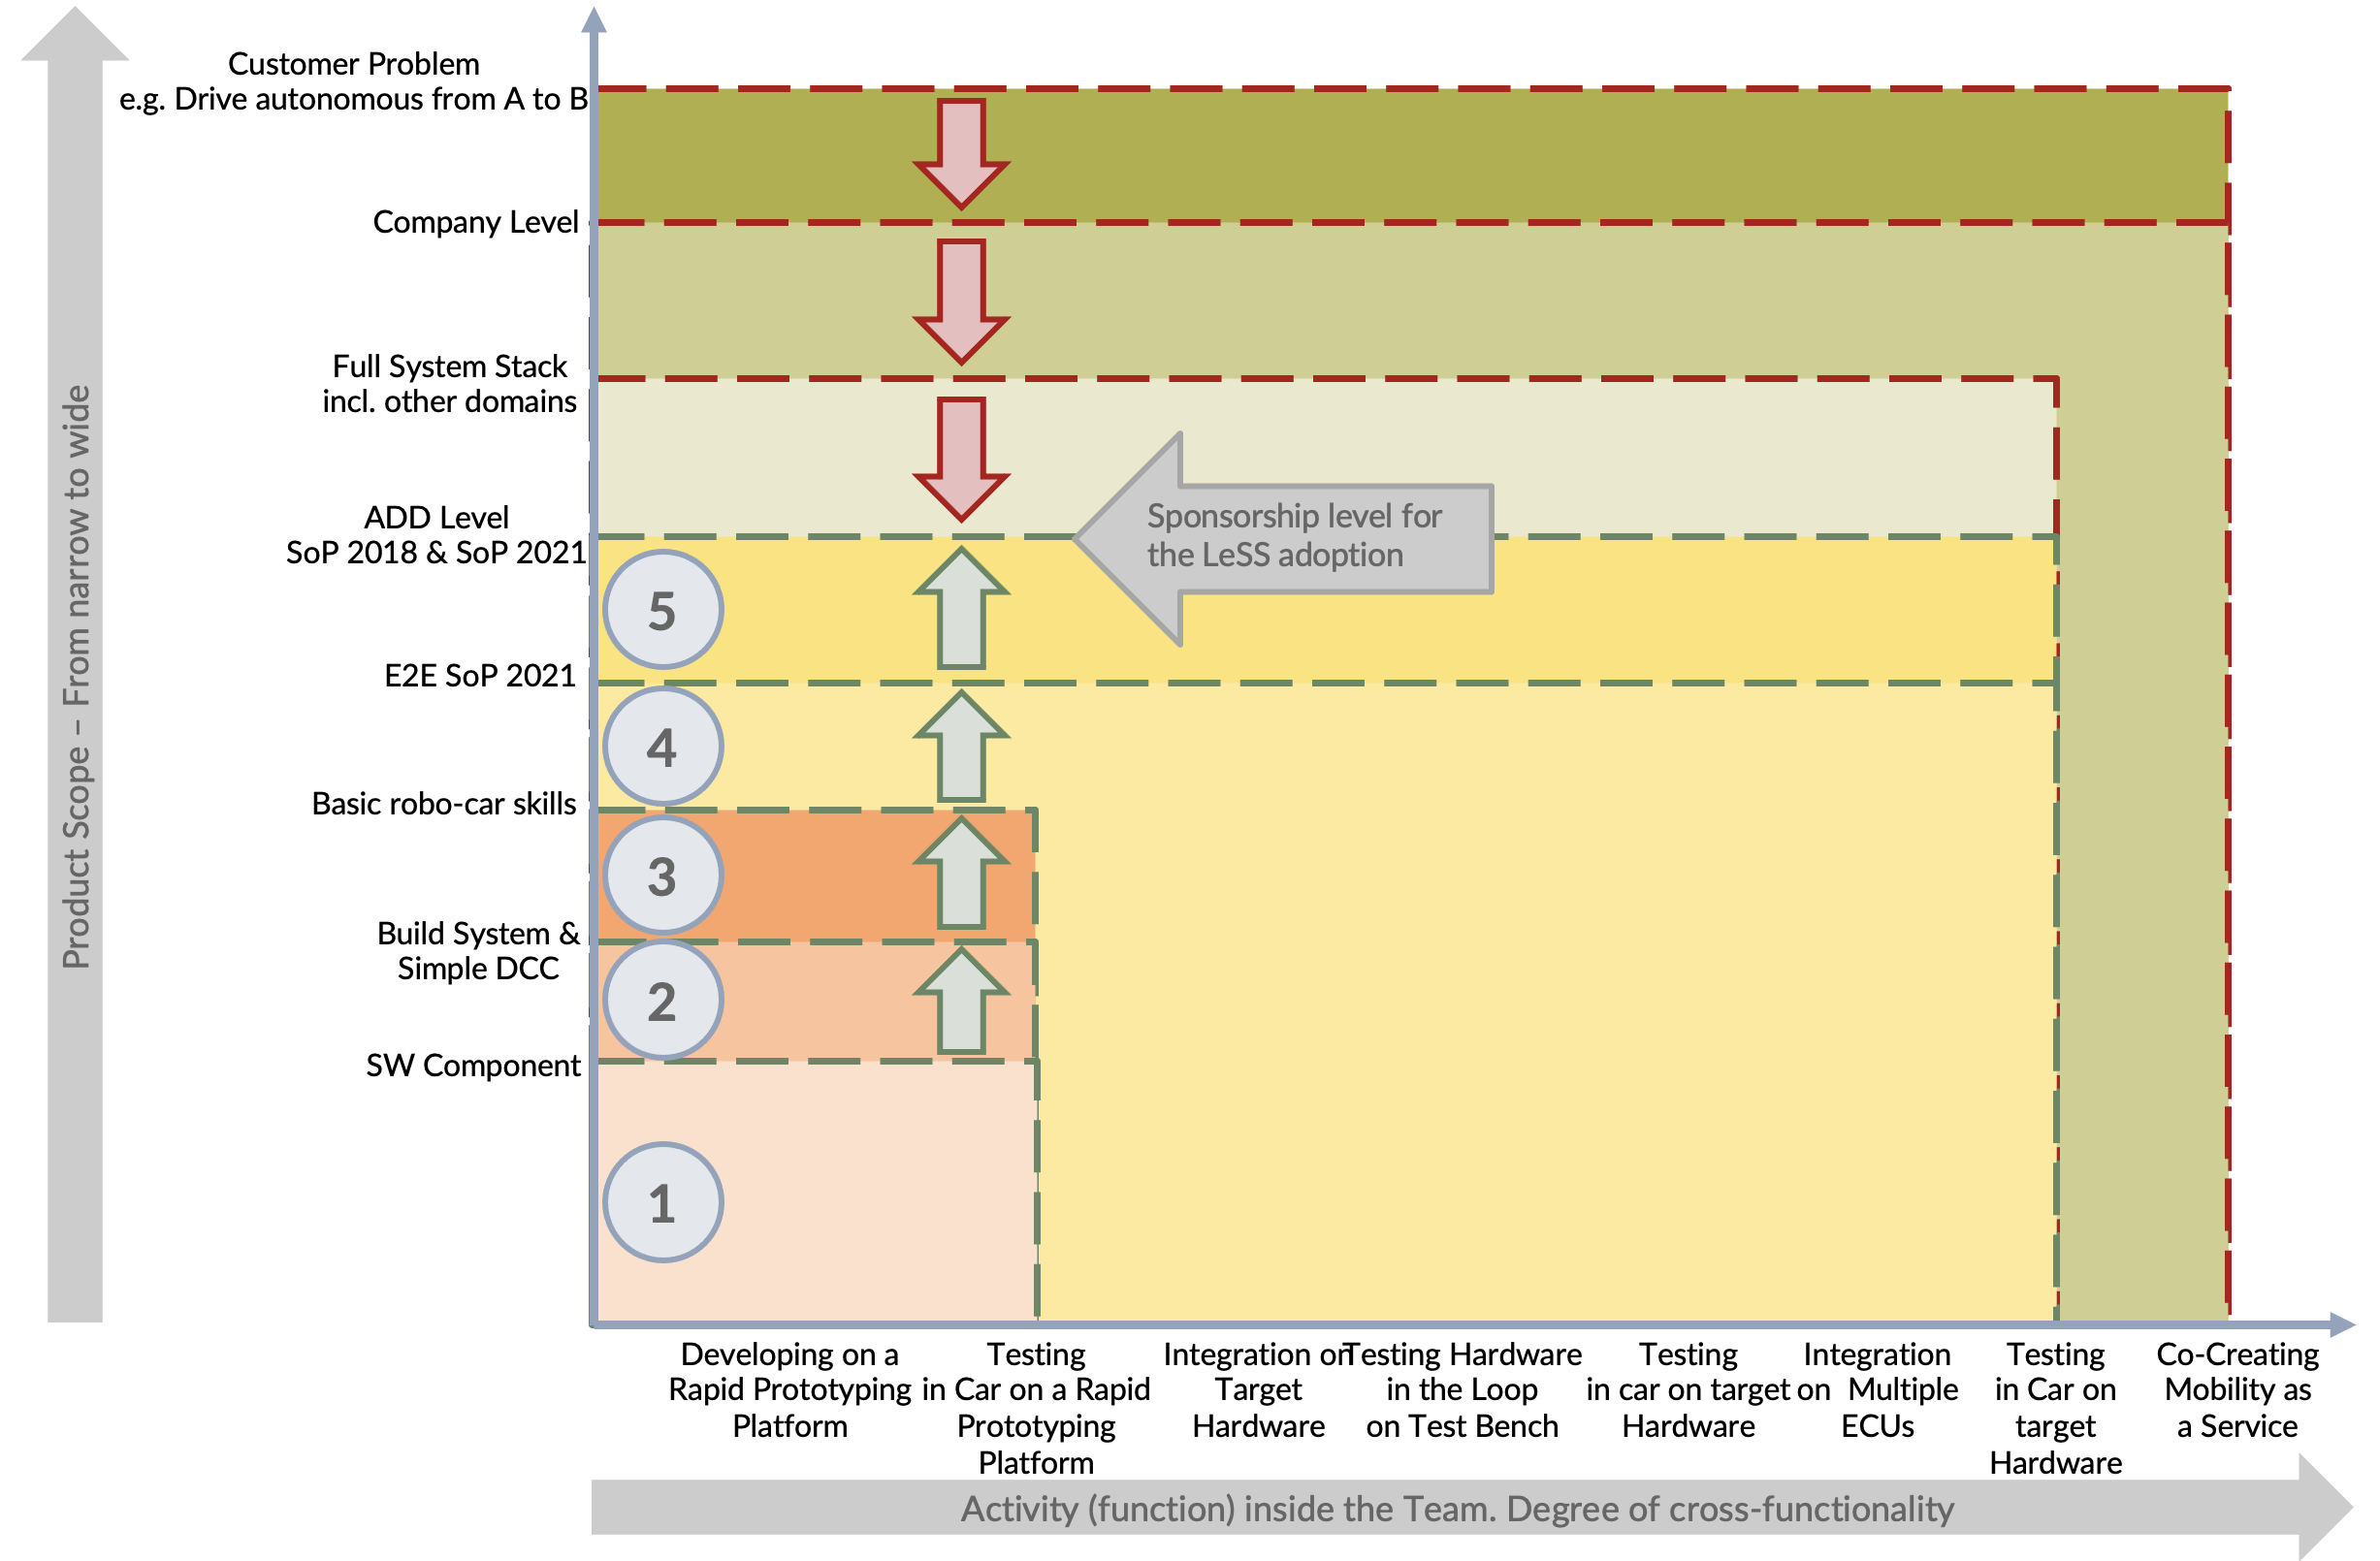 Customer Problem
e.g. Drive autonomous from A to B
Company Level
Full System Stack
incl. other domains
ADD Level
SoP 2018 & SoP 2021
E2E SoP 2021
Basic robo-car skills
Build System &
Simple DCC
SW Component
Product Scope – From narrow to wide
Sponsorship level for
the LeSS adoption
5
4
3
2
1
Developing on a
Rapid Prototyping
Platform
Testing
in Car on a Rapid
Prototyping
Platform
Integration on
Target
Hardware
Testing Hardware
in the Loop
on Test Bench
Testing
in car on target
Hardware
Integration
on Multiple
ECUs
Testing
in Car on
target
Hardware
Co-Creating
Mobility as
a Service
Activity (function) inside the Team. Degree of cross-functionality